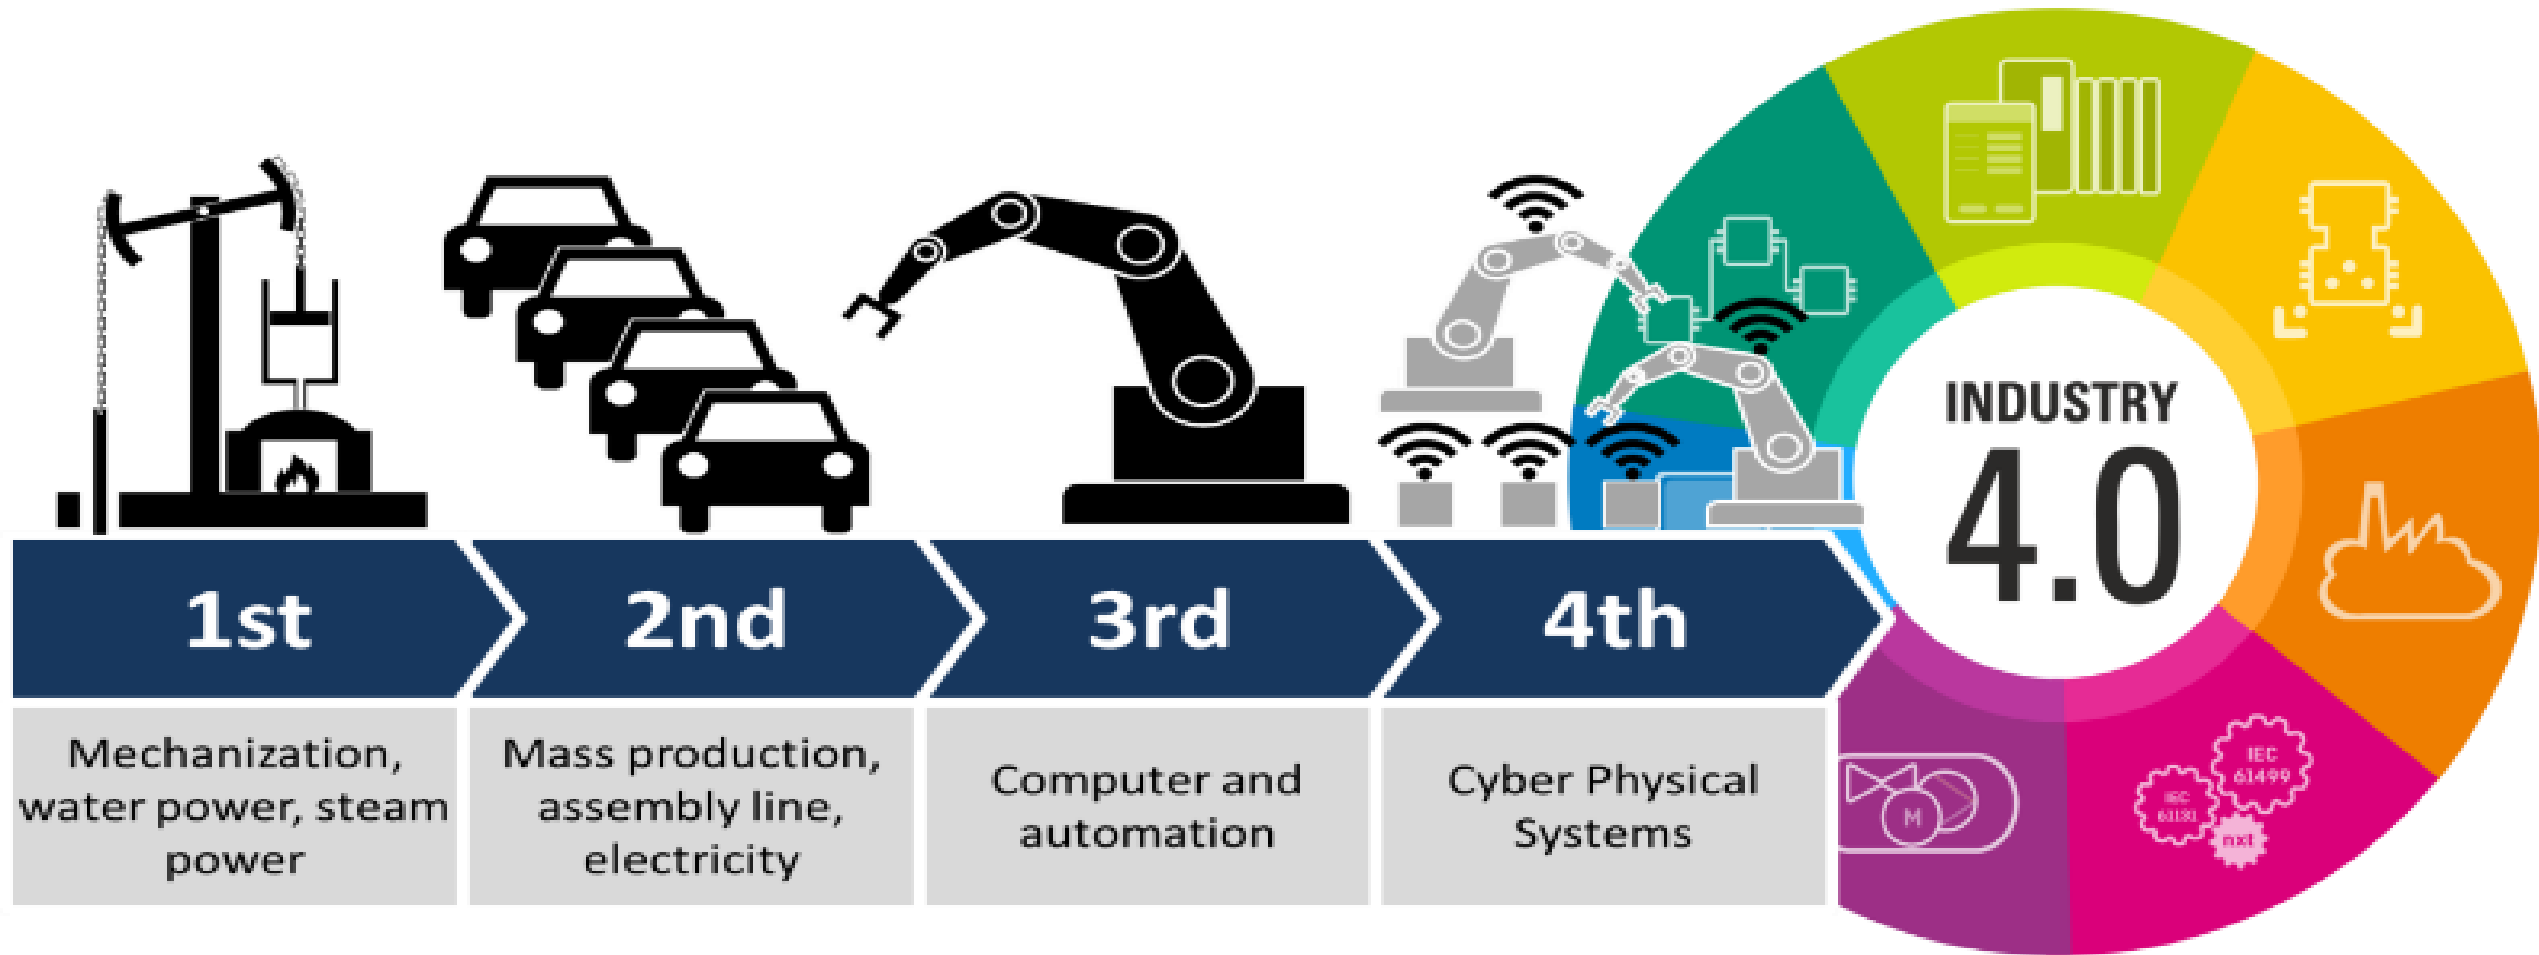 1st
2nd
3rd
4th
Mechanization,
water power, steam
power
Mass production,
assembly line,
electricity
Computer and
automation
Cyber Physical
Systems
INDUSTRY
4.0
M
IEC
61499
IEC
61131
nxt